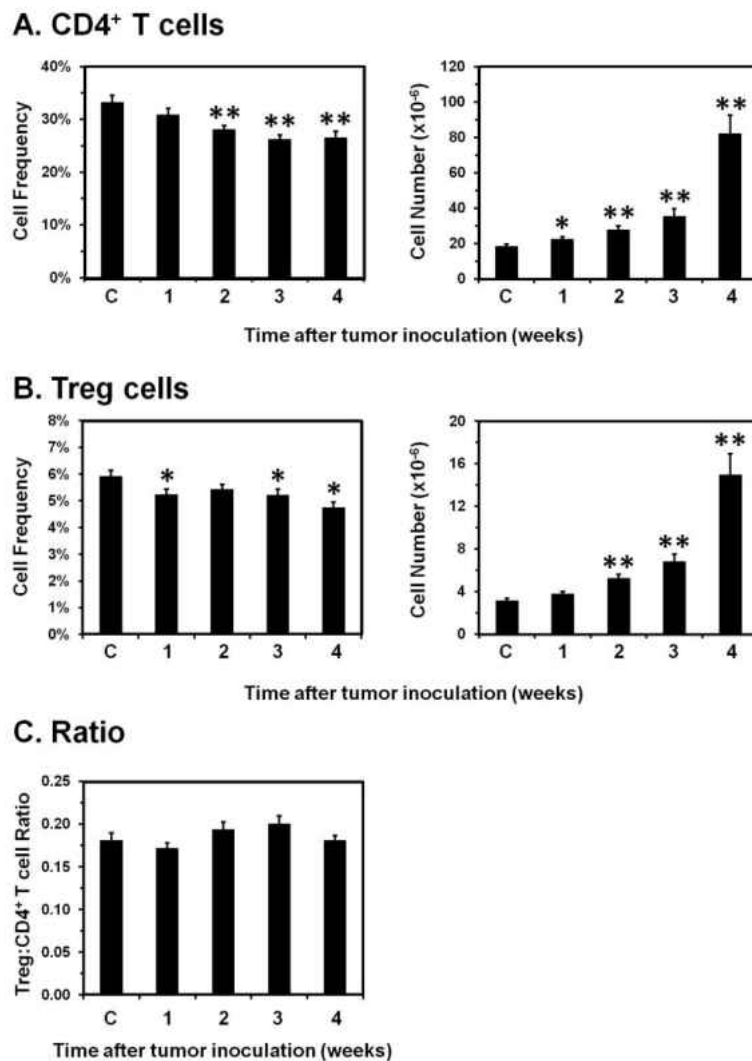 A. CD4⁺ T cells
Cell Frequency
40%
30%
20%
10%
0%
** ** **
C 1 2 3 4
Cell Number (x10⁻⁶)
120
100
80
60
40
20
0
* ** ** **
C 1 2 3 4
Time after tumor inoculation (weeks)
B. Treg cells
Cell Frequency
8%
7%
6%
5%
4%
3%
2%
1%
0%
* * *
C 1 2 3 4
Cell Number (x10⁻⁶)
20
16
12
8
4
0
** ** **
C 1 2 3 4
Time after tumor inoculation (weeks)
C. Ratio
Treg:CD4⁺ T cell Ratio
0.25
0.20
0.15
0.10
0.05
0.00
C 1 2 3 4
Time after tumor inoculation (weeks)